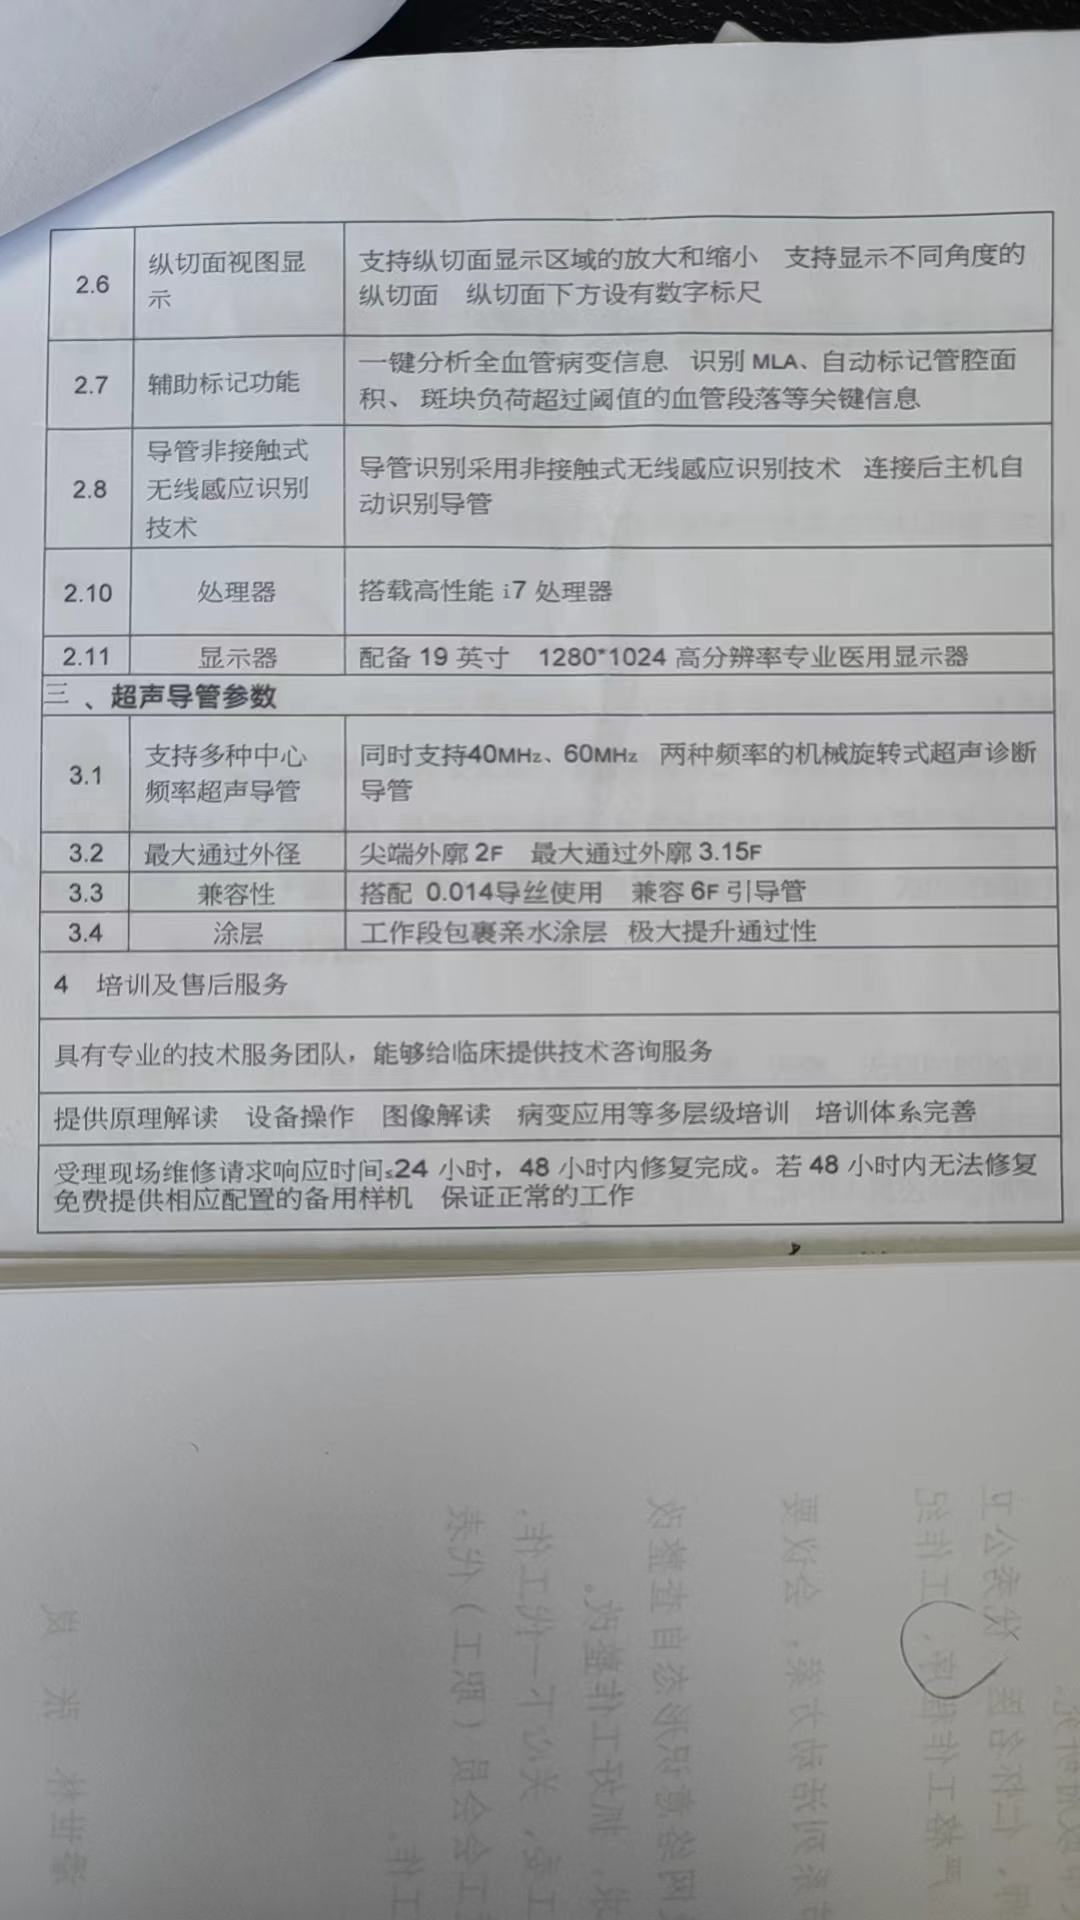 2.6 纵切面视图显示 支持纵切面显示区域的放大和缩小 支持显示不同角度的
纵切面 纵切面下方设有数字标尺
2.7 辅助标记功能 一键分析全血管病变信息 识别 MLA、自动标记管腔面
积、斑块负荷超过阈值的血管段落等关键信息
2.8 导管非接触式
无线感应识别
技术
导管识别采用非接触式无线感应识别技术 连接后主机自
动识别导管
2.10 处理器 搭载高性能 i7 处理器
2.11 显示器 配备 19 英寸 1280*1024 高分辨率专业医用显示器
三 、超声导管参数
3.1 支持多种中心
频率超声导管
同时支持40MHz、60MHz 两种频率的机械旋转式超声诊断
导管
3.2 最大通过外径 尖端外廓 2F 最大通过外廓 3.15F
3.3 兼容性 搭配 0.014导丝使用 兼容 6F 引导管
3.4 涂层 工作段包裹亲水涂层 极大提升通过性
4 培训及售后服务
具有专业的技术服务团队，能够给临床提供技术咨询服务
提供原理解读 设备操作 图像解读 病变应用等多层级培训 培训体系完善
受理现场维修请求响应时间≤24 小时，48 小时内修复完成。若 48 小时内无法修复
免费提供相应配置的备用样机 保证正常的工作